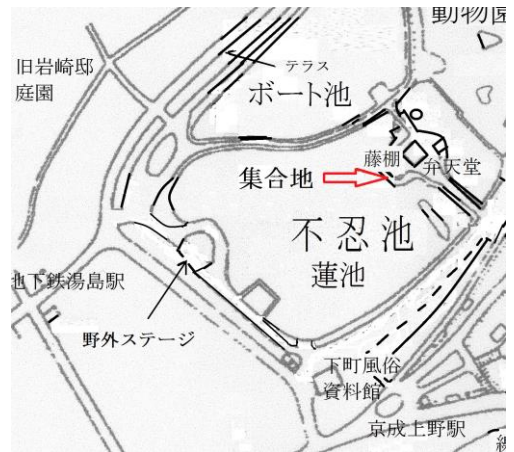 動物園
テラス
旧岩崎邸
庭園
ボート池
藤棚
弁天堂
集合地
不忍池
蓮池
地下鉄湯島駅
野外ステージ
下町風俗
資料館
京成上野駅
線